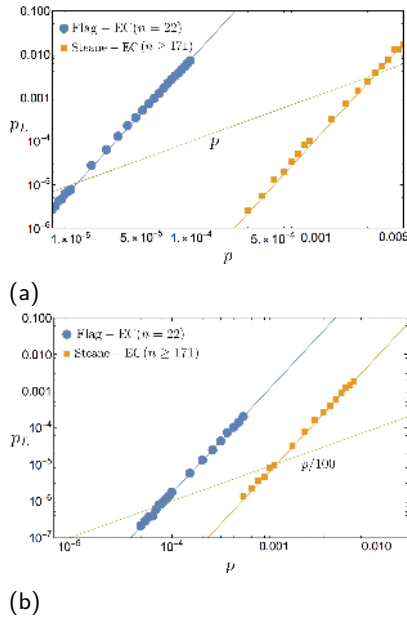 0.100
0.010
0.001
10⁻⁴
10⁻⁵
10⁻⁶
p_L
Flag − EC(n = 22)
Steane − EC(n ≥ 171)
p
1. × 10⁻⁵
5. × 10⁻⁵
1. × 10⁻⁴
5. × 10⁻⁴
0.001
0.005
p
(a)
0.100
0.010
0.001
10⁻⁴
10⁻⁵
10⁻⁶
10⁻⁷
p_L
Flag − EC(n = 22)
Steane − EC(n ≥ 171)
p/100
10⁻⁵
10⁻⁴
0.001
0.010
p
(b)